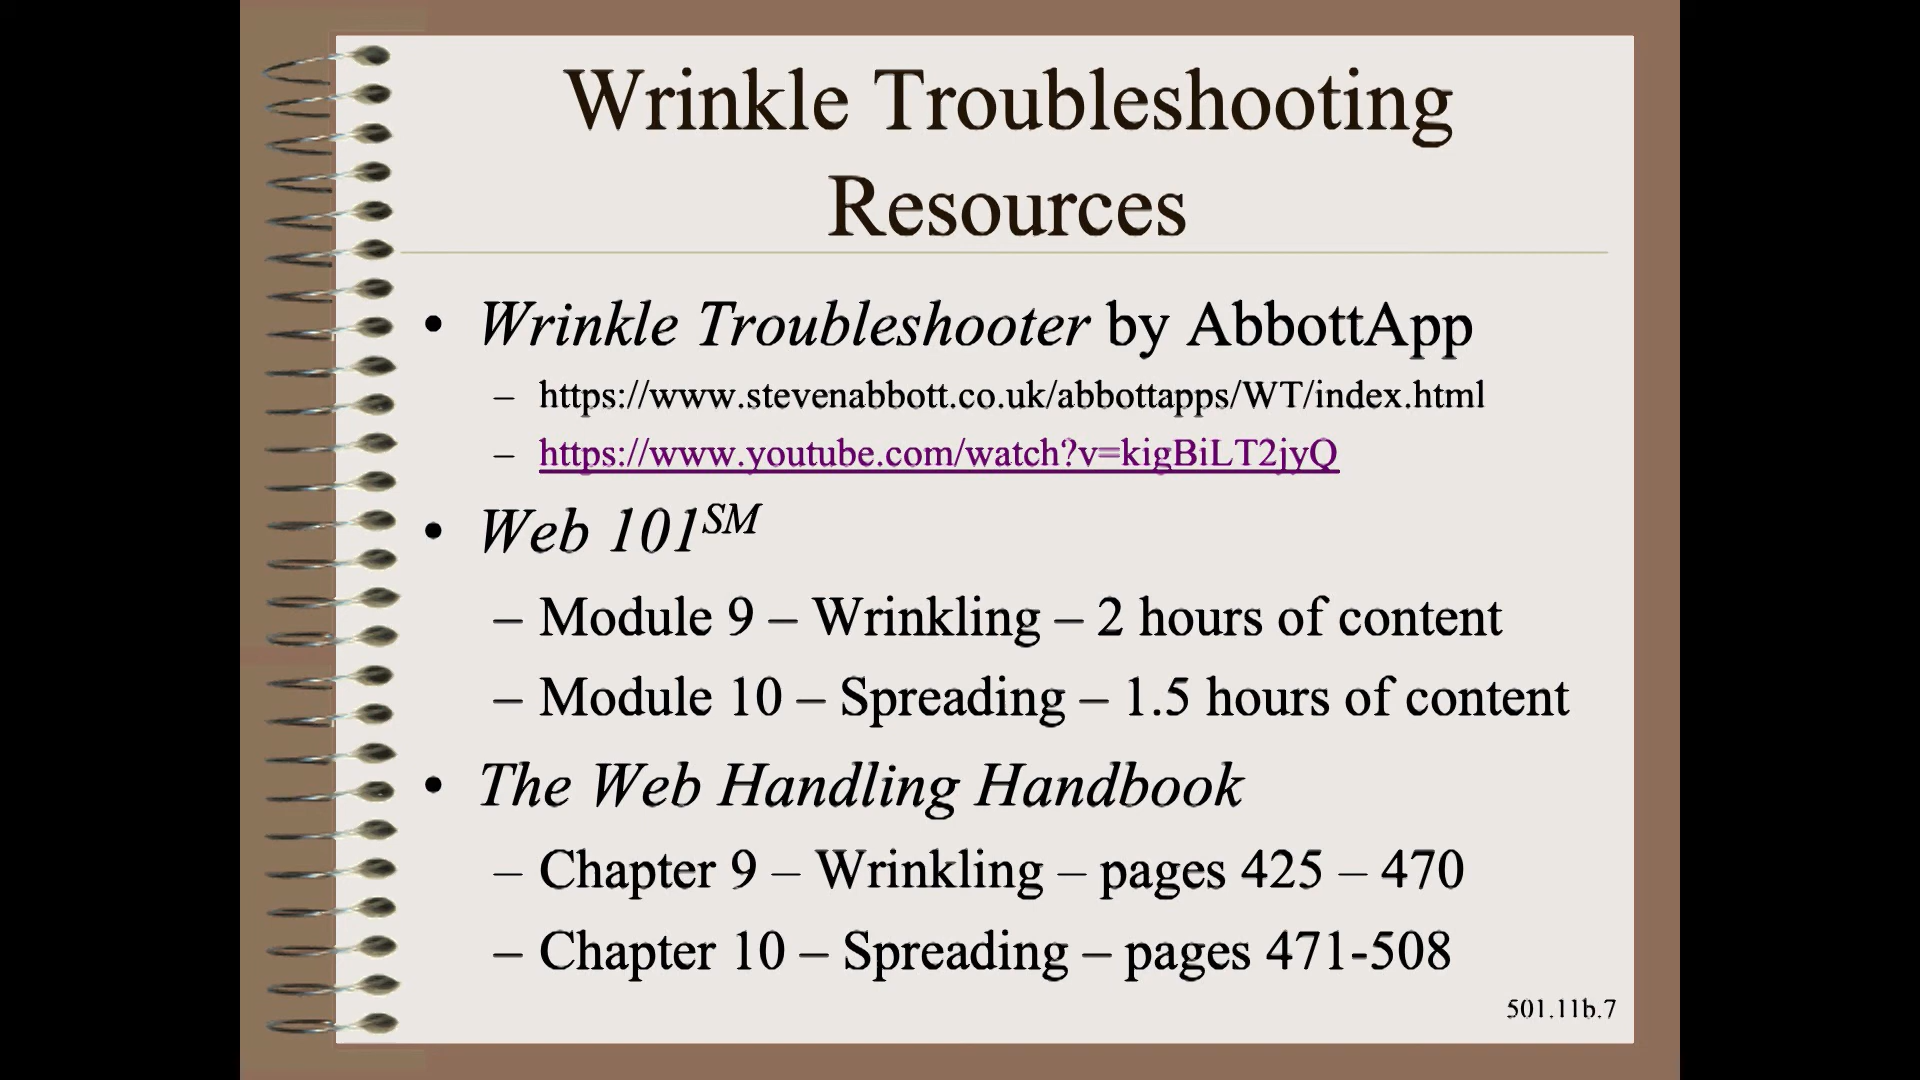 Wrinkle Troubleshooting
Resources
• Wrinkle Troubleshooter by AbbottApp
– https://www.stevenabbott.co.uk/abbottapps/WT/index.html
– https://www.youtube.com/watch?v=kigBiLT2jyQ
• Web 101SM
– Module 9 – Wrinkling – 2 hours of content
– Module 10 – Spreading – 1.5 hours of content
• The Web Handling Handbook
– Chapter 9 – Wrinkling – pages 425 – 470
– Chapter 10 – Spreading – pages 471-508
501.11b.7